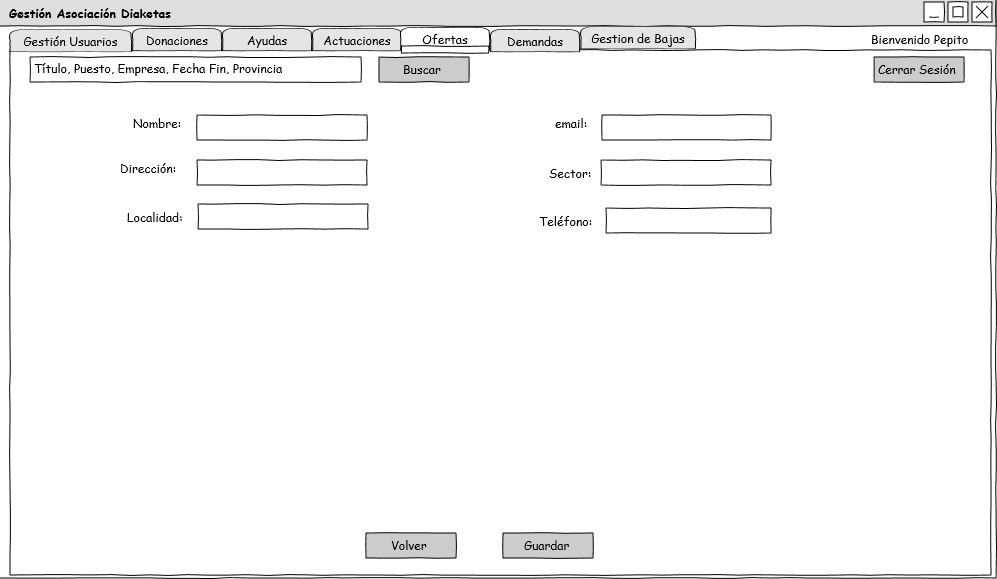 Gestión Asociación Diaketas
Gestión Usuarios Donaciones Ayudas Actuaciones Ofertas Demandas Gestion de Bajas Bienvenido Pepito
Título, Puesto, Empresa, Fecha Fin, Provincia Buscar Cerrar Sesión
Nombre: email:
Dirección: Sector:
Localidad: Teléfono:
Volver Guardar